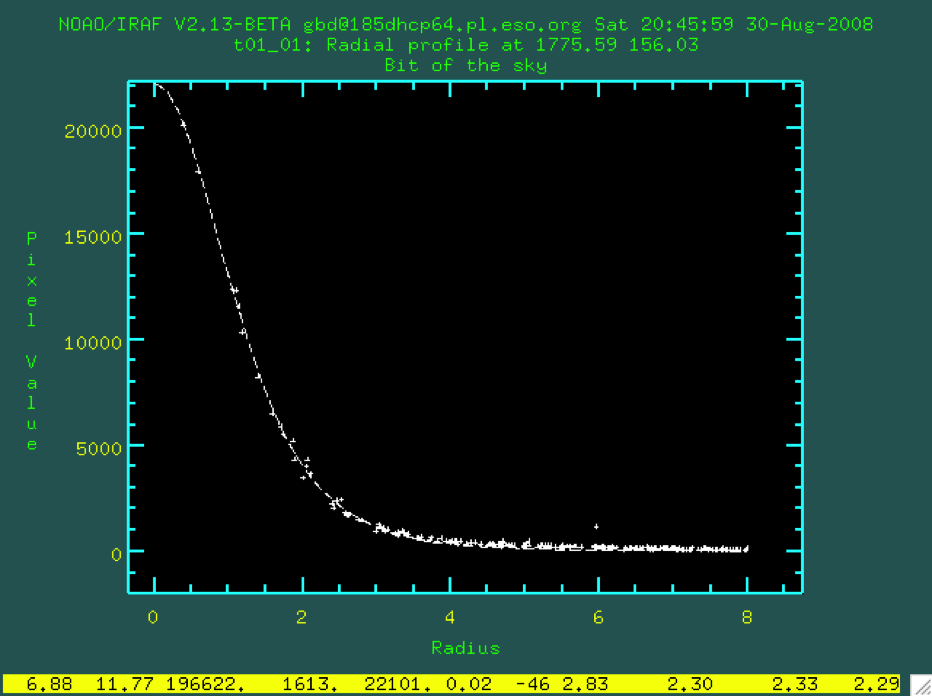 NOAO/IRAF V2.13-BETA gbd@185dhcp64.pl.eso.org Sat 20:45:59 30-Aug-2008
t01_01: Radial profile at 1775.59 156.03
Bit of the sky
20000
15000
10000
5000
0
Pixel Value
0 2 4 6 8
Radius
6.88 11.77 196622. 1613. 22101. 0.02 -46 2.83 2.30 2.33 2.29